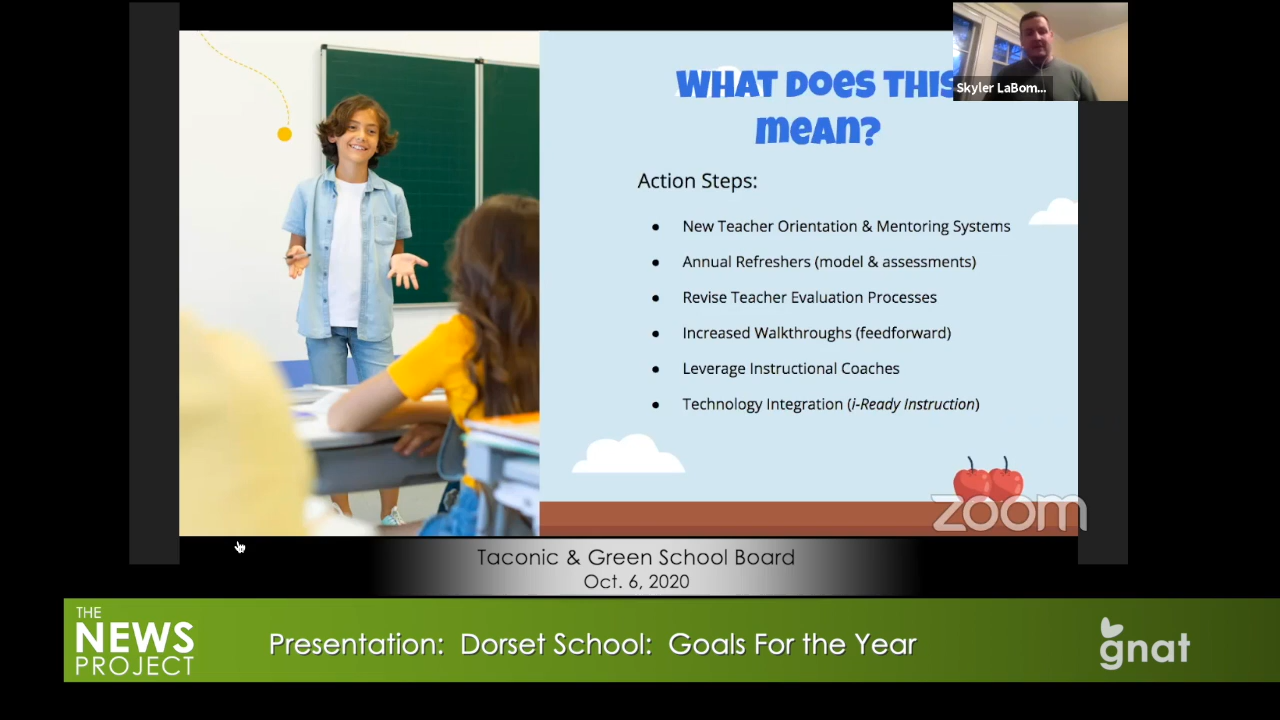 WHAT DOES THIS
mean?
Skyler LaBom...
Action Steps:
● New Teacher Orientation & Mentoring Systems
● Annual Refreshers (model & assessments)
● Revise Teacher Evaluation Processes
● Increased Walkthroughs (feedforward)
● Leverage Instructional Coaches
● Technology Integration (i-Ready Instruction)
zoom
Taconic & Green School Board
Oct. 6, 2020
THE
NEWS
PROJECT
Presentation: Dorset School: Goals For the Year
gnat